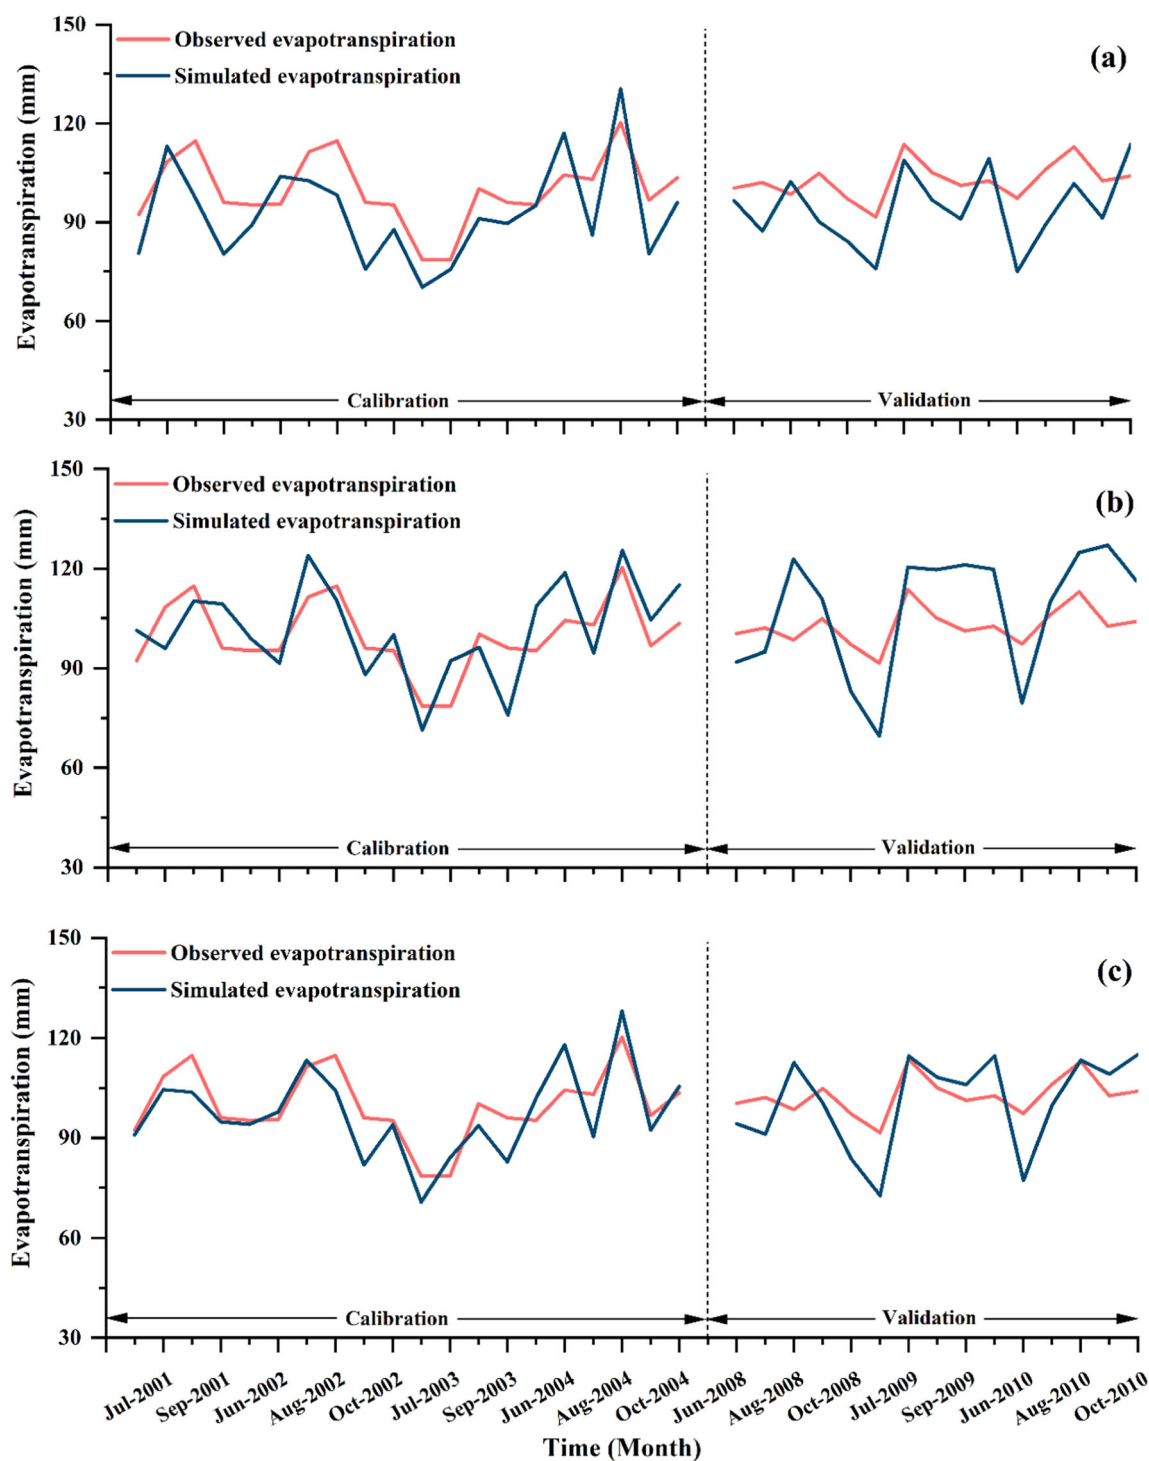 150
120
90
60
30
Evapotranspiration (mm)
Observed evapotranspiration
Simulated evapotranspiration
(a)
Calibration
Validation
150
120
90
60
30
Evapotranspiration (mm)
Observed evapotranspiration
Simulated evapotranspiration
(b)
Calibration
Validation
150
120
90
60
30
Evapotranspiration (mm)
Observed evapotranspiration
Simulated evapotranspiration
(c)
Calibration
Validation
Jul-2001
Sep-2001
Jun-2002
Aug-2002
Oct-2002
Jul-2003
Sep-2003
Jun-2004
Aug-2004
Oct-2004
Jun-2008
Aug-2008
Oct-2008
Jul-2009
Sep-2009
Jun-2010
Aug-2010
Oct-2010
Time (Month)